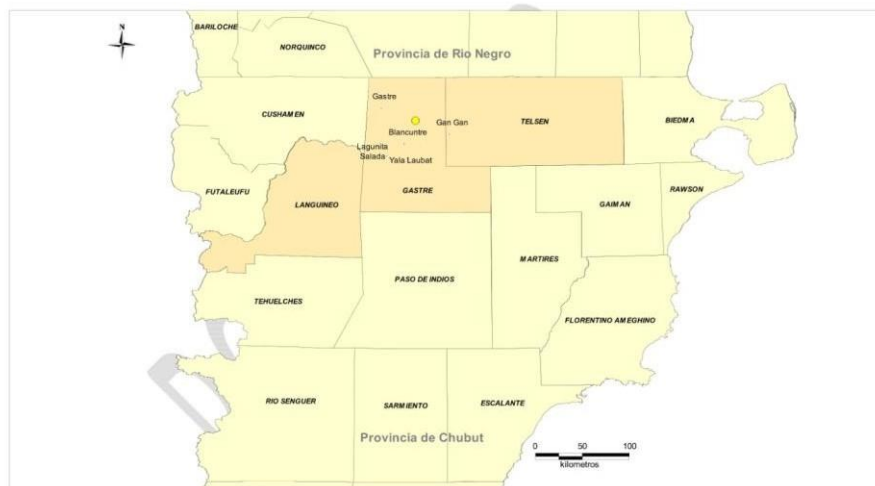 BARILOCHE
N
NORQUINCO
Provincia de Rio Negro
Gastre
CUSHAMEN
Gan Gan
TELSEN
BIEDMA
Blancuntre
Lagunita
Salada
Yala Laubat
FUTALEUFU
GASTRE
RAWSON
LANGUINEO
GAIMAN
MARTIRES
PASO DE INDIOS
TEHUELCHES
FLORENTINO AMEGHINO
RIO SENGUER
SARMIENTO
ESCALANTE
Provincia de Chubut
0 50 100
kilometros